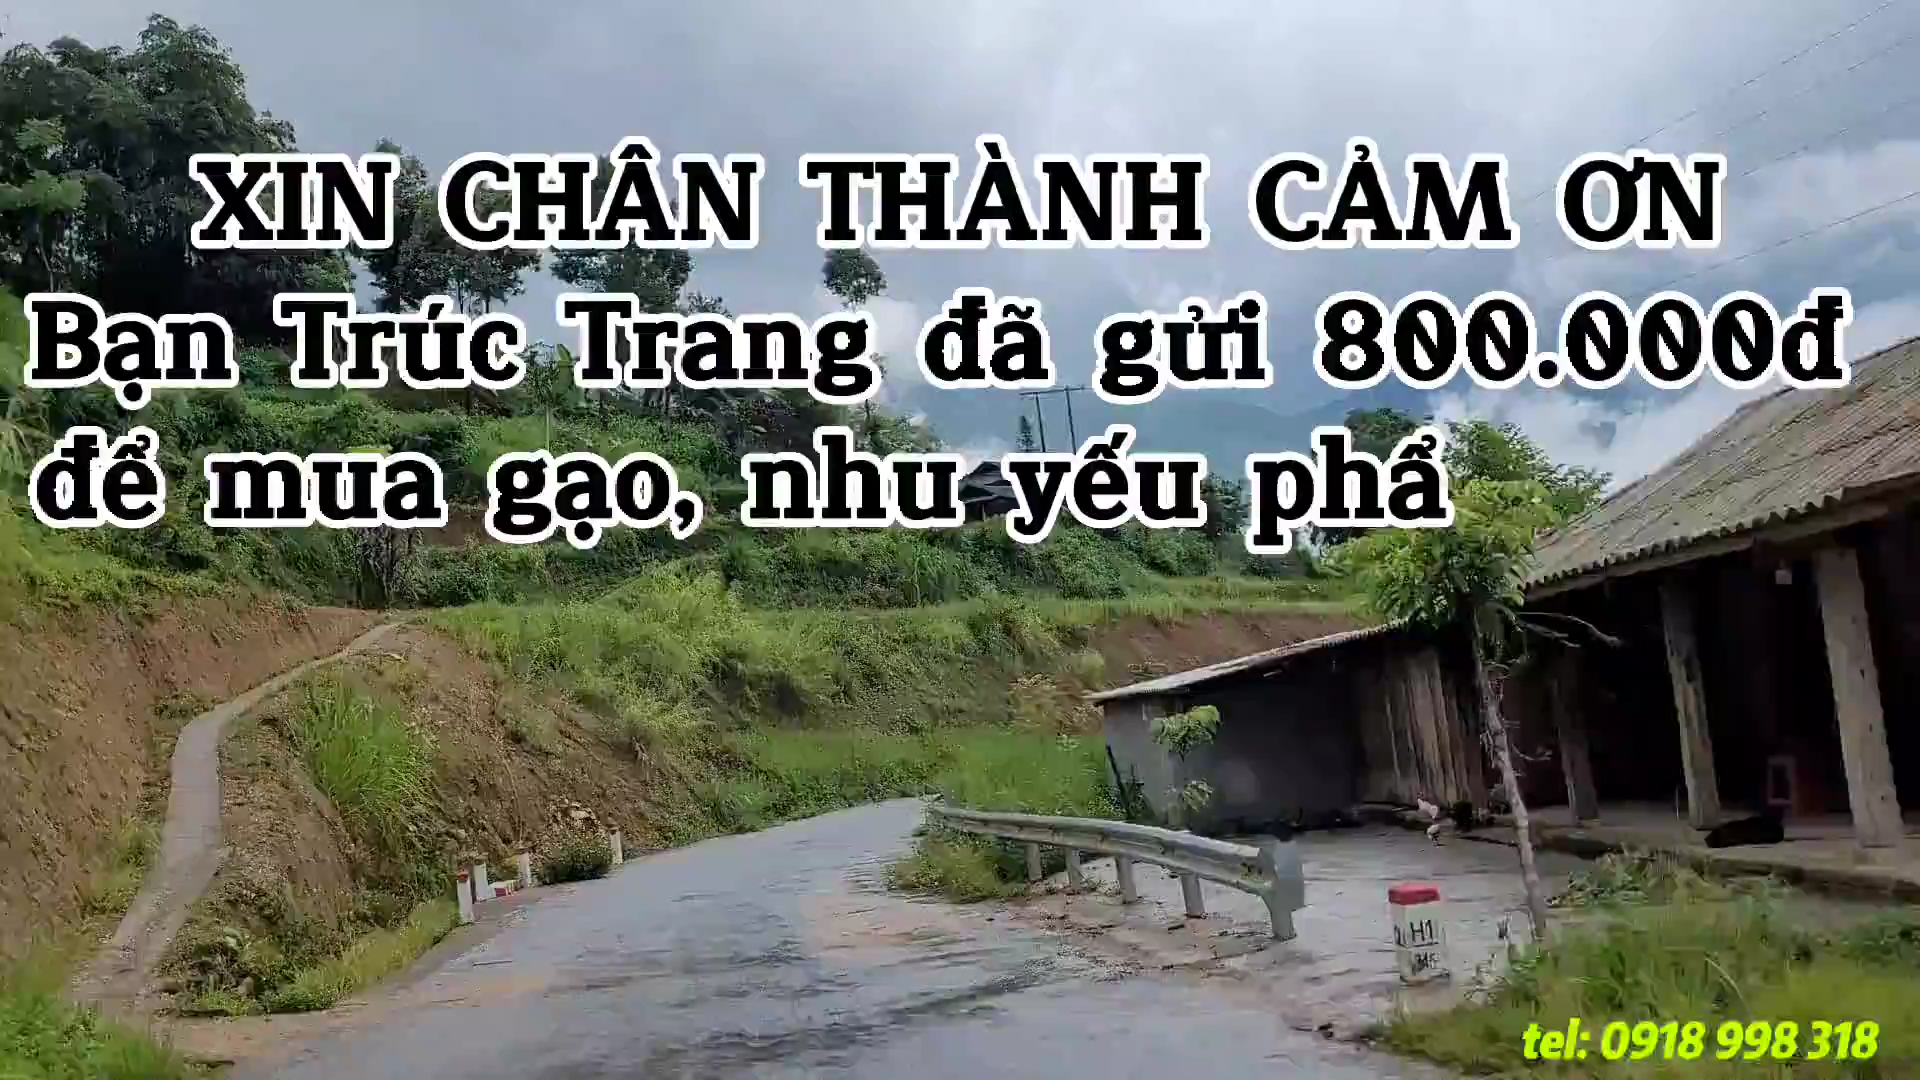 XIN CHÂN THÀNH CẢM ƠN
Bạn Trúc Trang đã gửi 800.000đ
để mua gạo, nhu yếu phẩ
H1
tel: 0918 998 318